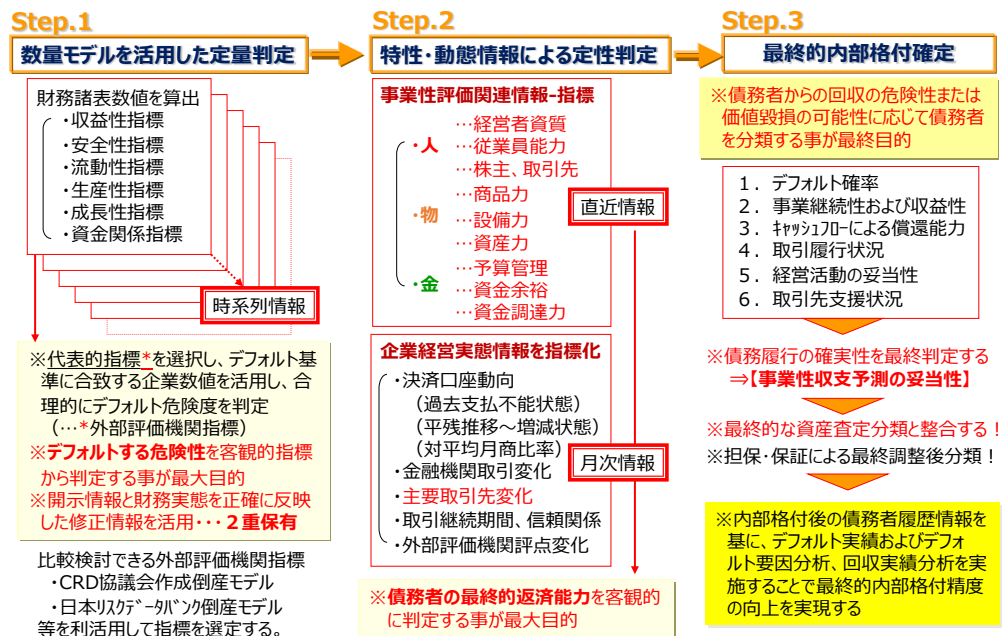 Step.1
数量モデルを活用した定量判定
財務諸表数値を算出
・収益性指標
・安全性指標
・流動性指標
・生産性指標
・成長性指標
・資金関係指標
時系列情報
※代表的指標*を選択し、デフォルト基
準に合致する企業数値を活用し、合
理的にデフォルト危険度を判定
(…*外部評価機関指標)
※デフォルトする危険性を客観的指標
から判定する事が最大目的
※開示情報と財務実態を正確に反映
した修正情報を活用・・・２重保有
比較検討できる外部評価機関指標
・CRD協議会作成倒産モデル
・日本ﾘｽｸﾃﾞｰﾀﾊﾞﾝｸ倒産モデル
等を利活用して指標を選定する。
Step.2
特性・動態情報による定性判定
事業性評価関連情報-指標
…経営者資質
・人 …従業員能力
…株主、取引先
…商品力
・物 …設備力
…資産力
…予算管理
・金 …資金余裕
…資金調達力
直近情報
企業経営実態情報を指標化
・決済口座動向
(過去支払不能状態)
(平残推移～増減状態)
(対平均月商比率)
・金融機関取引変化
・主要取引先変化
・取引継続期間、信頼関係
・外部評価機関評点変化
月次情報
※債務者の最終的返済能力を客観的
に判定する事が最大目的
Step.3
最終的内部格付確定
※債務者からの回収の危険性または
価値毀損の可能性に応じて債務者
を分類する事が最終目的
１．デフォルト確率
２．事業継続性および収益性
３．ｷｬｯｼｭﾌﾛｰによる償還能力
４．取引履行状況
５．経営活動の妥当性
６．取引先支援状況
※債務履行の確実性を最終判定する
⇒【事業性収支予測の妥当性】
※最終的な資産査定分類と整合する！
※担保・保証による最終調整後分類！
※内部格付後の債務者履歴情報を
基に、デフォルト実績およびデフォ
ルト要因分析、回収実績分析を実
施することで最終的内部格付精度
の向上を実現する